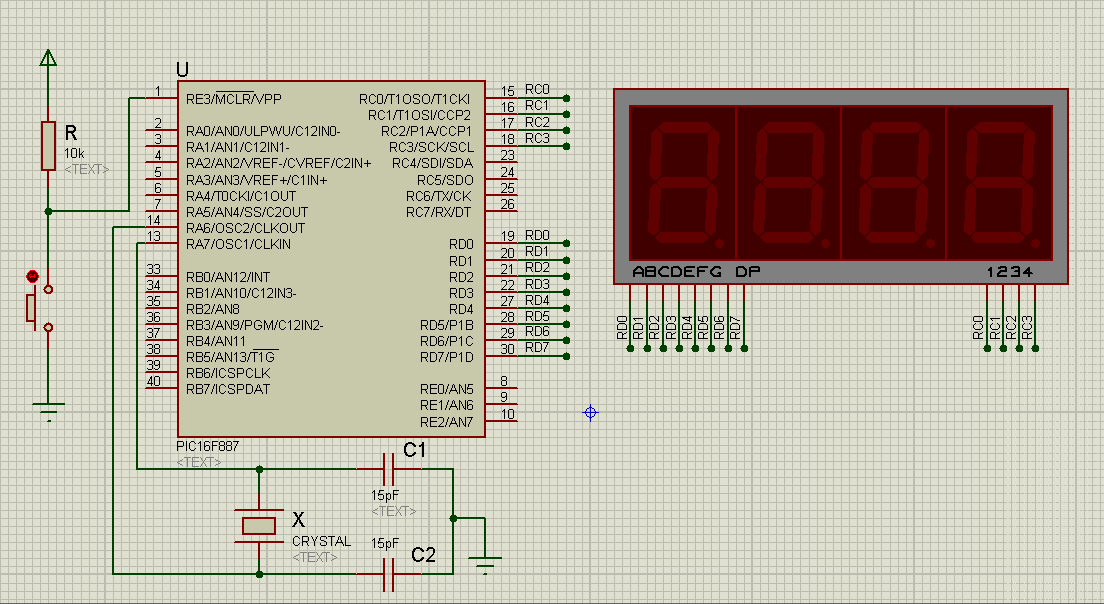 U
R
10k
<TEXT>
1
RE3/MCLR/VPP
2
RA0/AN0/ULPWU/C12IN0-
3
RA1/AN1/C12IN1-
4
RA2/AN2/VREF-/CVREF/C2IN+
5
RA3/AN3/VREF+/C1IN+
6
RA4/T0CKI/C1OUT
7
RA5/AN4/SS/C2OUT
14
RA6/OSC2/CLKOUT
13
RA7/OSC1/CLKIN
33
RB0/AN12/INT
34
RB1/AN10/C12IN3-
35
RB2/AN8
36
RB3/AN9/PGM/C12IN2-
37
RB4/AN11
38
RB5/AN13/T1G
39
RB6/ICSPCLK
40
RB7/ICSPDAT
RC0/T1OSO/T1CKI
15
RC0
RC1/T1OSI/CCP2
16
RC1
RC2/P1A/CCP1
17
RC2
RC3/SCK/SCL
18
RC3
RC4/SDI/SDA
23
RC5/SDO
24
RC6/TX/CK
25
RC7/RX/DT
26
RD0
19
RD0
RD1
20
RD1
RD2
21
RD2
RD3
22
RD3
RD4
27
RD4
RD5/P1B
28
RD5
RD6/P1C
29
RD6
RD7/P1D
30
RD7
RE0/AN5
8
RE1/AN6
9
RE2/AN7
10
PIC16F887
<TEXT>
C1
15pF
<TEXT>
X
CRYSTAL
<TEXT>
15pF
C2
ABCDEFG DP
1234
RD0
RD1
RD2
RD3
RD4
RD5
RD6
RD7
RC0
RC1
RC2
RC3